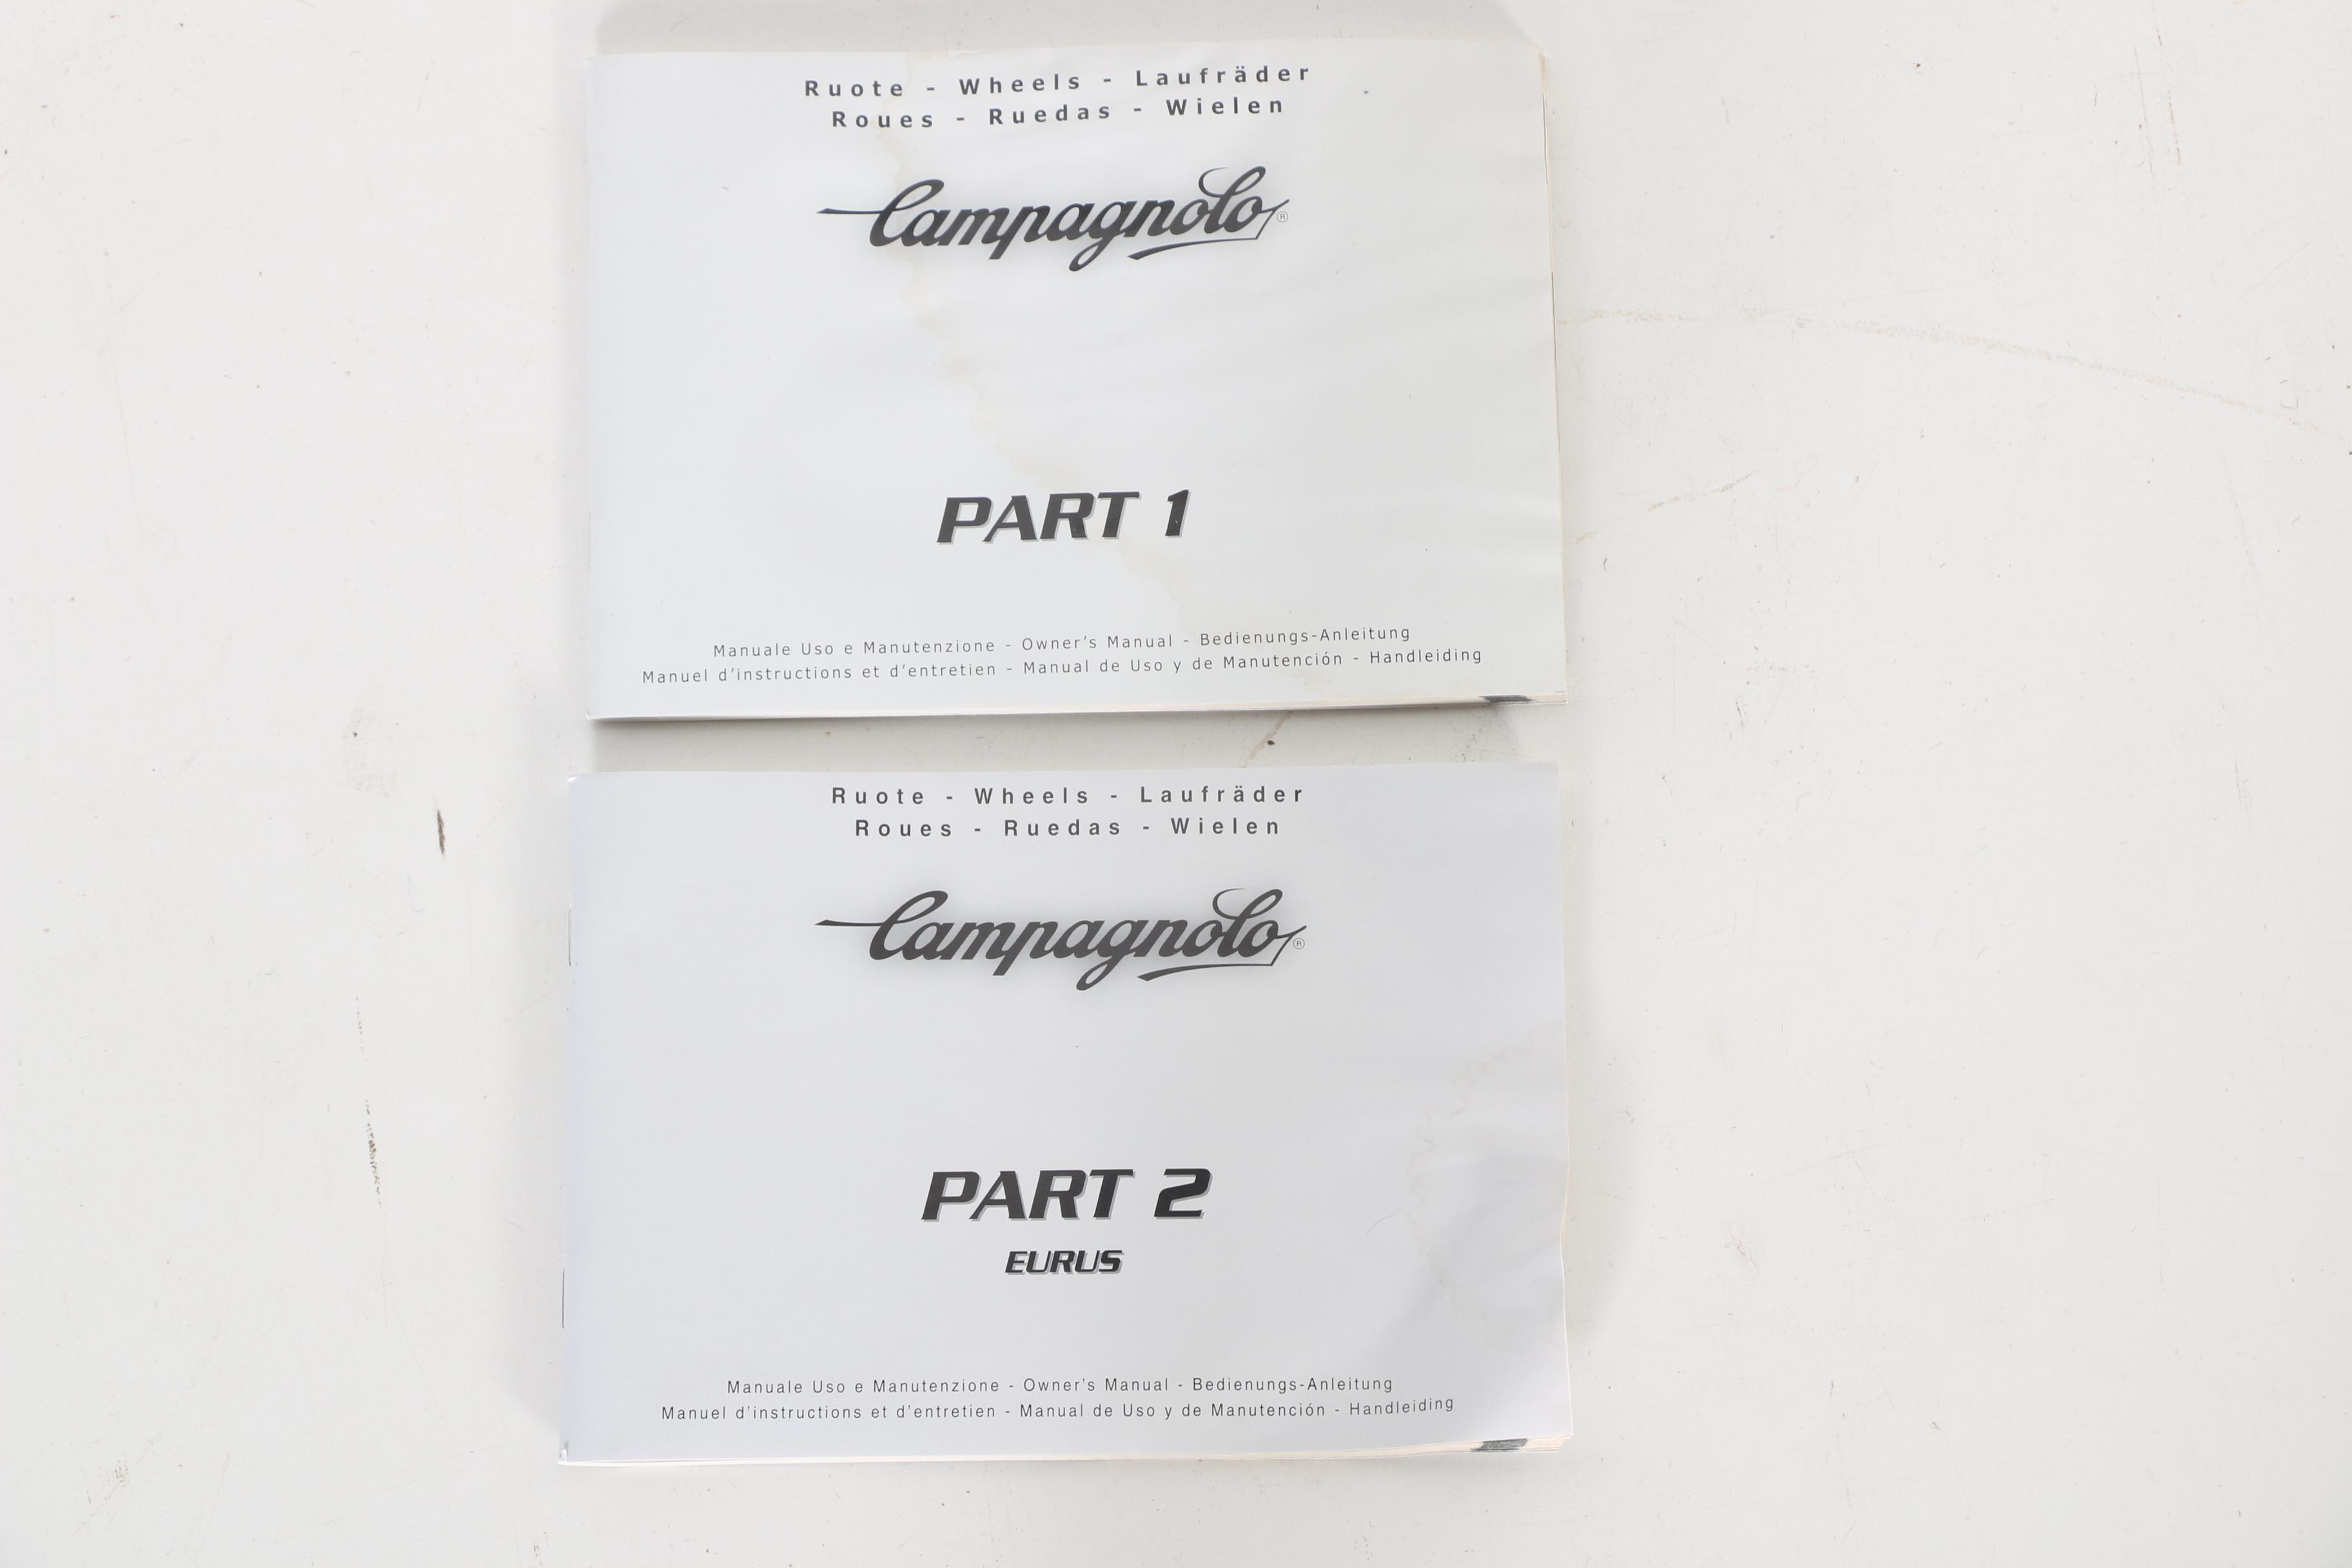 Ruote - Wheels - Laufräder
Roues - Ruedas - Wielen
Campagnolo®
PART 1
Manuale Uso e Manutenzione - Owner's Manual - Bedienungs-Anleitung
Manuel d'instructions et d'entretien - Manual de Uso y de Manutención - Handleiding
Ruote - Wheels - Laufräder
Roues - Ruedas - Wielen
Campagnolo®
PART 2
EURUS
Manuale Uso e Manutenzione - Owner's Manual - Bedienungs-Anleitung
Manuel d'instructions et d'entretien - Manual de Uso y de Manutención - Handleiding